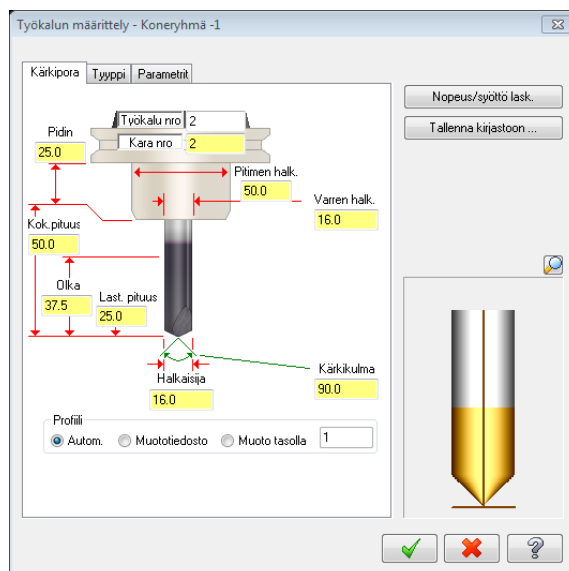 Työkalun määrittely - Koneryhmä -1
Kärkipora
Tyyppi
Parametrit
Nopeus/syöttö lask.
Tallenna kirjastoon ...
Työkalu nro 2
Kara nro 2
Pidin
25.0
Pitimen halk.
50.0
Varren halk.
16.0
Kok.pituus
50.0
Olka
37.5
Last. pituus
25.0
Halkaisija
16.0
Kärkikulma
90.0
Profiili
Autom.
Muototiedosto
Muoto tasolla
1